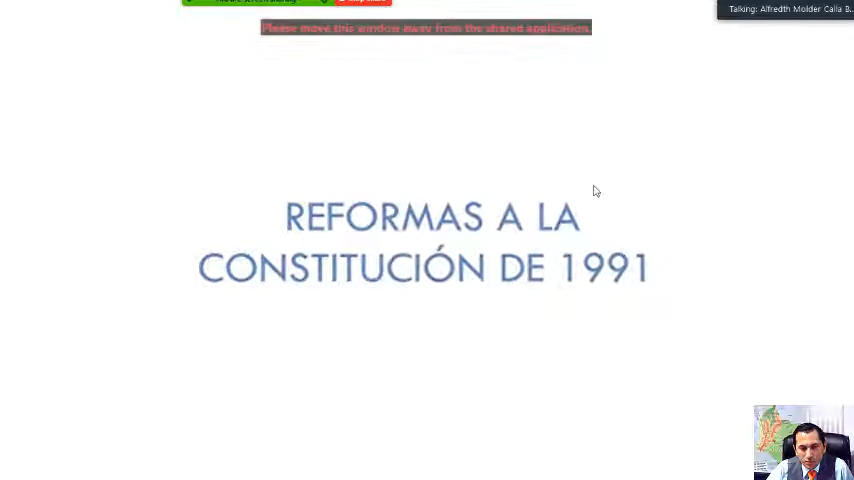 Please move this window away from the shared application.
Talking: Alfredth Molder Calla B...
REFORMAS A LA
CONSTITUCIÓN DE 1991